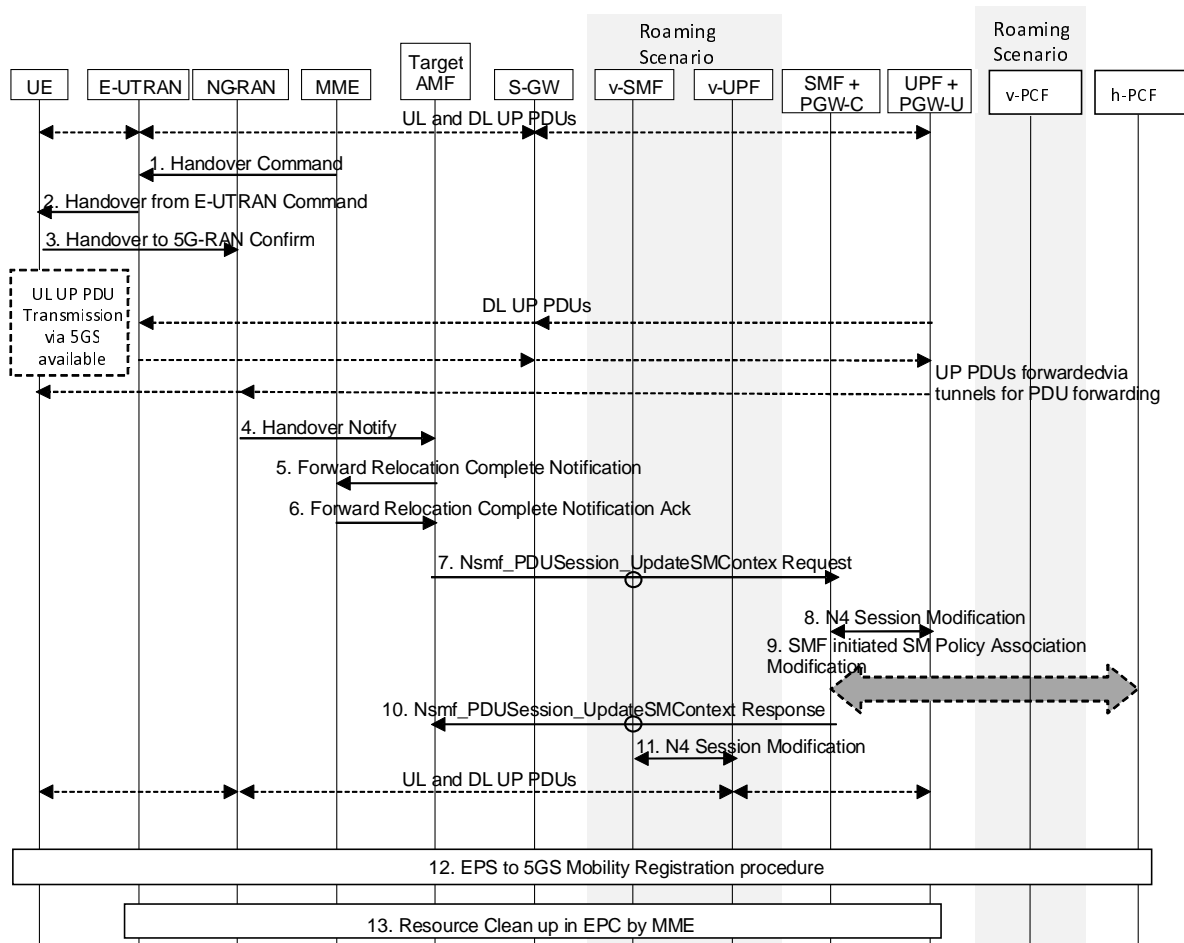 Roaming
Scenario
Roaming
Scenario
UE
E-UTRAN
NG-RAN
MME
Target
AMF
S-GW
v-SMF
v-UPF
SMF +
PGW-C
UPF +
PGW-U
v-PCF
h-PCF
UL and DL UP PDUs
1. Handover Command
2. Handover from E-UTRAN Command
3. Handover to 5G-RAN Confirm
UL UP PDU
Transmission
via 5GS
available
DL UP PDUs
UP PDUs forwardedvia
tunnels for PDU forwarding
4. Handover Notify
5. Forward Relocation Complete Notification
6. Forward Relocation Complete Notification Ack
7. Nsmf_PDUSession_UpdateSMContex Request
8. N4 Session Modification
9. SMF initiated SM Policy Association
Modification
10. Nsmf_PDUSession_UpdateSMContext Response
11. N4 Session Modification
UL and DL UP PDUs
12. EPS to 5GS Mobility Registration procedure
13. Resource Clean up in EPC by MME